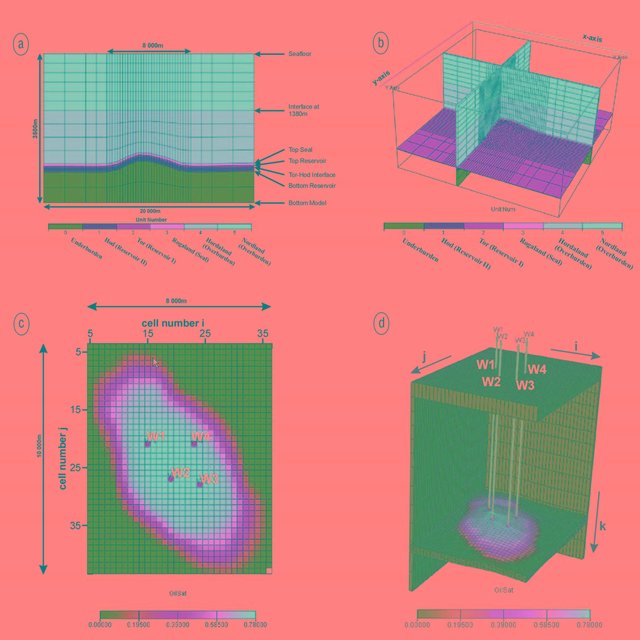 a
8 000m
3500m
Seafloor
Interface at
1380m
Top Seal
Top Reservoir
Tor-Hod Interface
Bottom Reservoir
Bottom Model
20 000m
Unit Number
0 1 2 3 4 5
Underburden
Hod (Reservoir II)
Tor (Reservoir I)
Rogaland (Seal)
Hordaland (Overburden)
Nordland (Overburden)
b
x-axis
y-axis
Y Axis
X Axis
Unit Num
0 1 2 3 4 5
Underburden
Hod (Reservoir II)
Tor (Reservoir I)
Rogaland (Seal)
Hordaland (Overburden)
Nordland (Overburden)
c
8 000m
cell number i
5 15 25 35
10 000m
cell number j
5
15
25
35
W1
W4
W2
W3
OilSat
0.00000 0.19500 0.39000 0.58500 0.78000
d
W1
W2
W3
W4
j
i
W1
W4
W2
W3
k
OilSat
0.00000 0.19500 0.39000 0.58500 0.78000